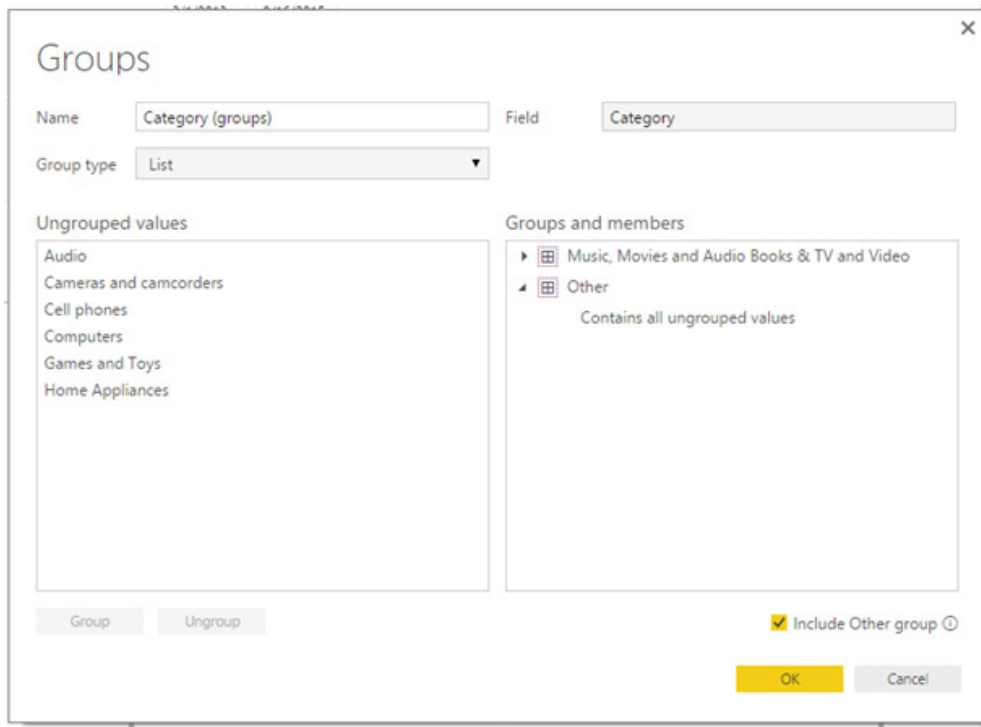 Groups
Name Category (groups) Field Category
Group type List
Ungrouped values Groups and members
Audio Music, Movies and Audio Books & TV and Video
Cameras and camcorders Other
Cell phones Contains all ungrouped values
Computers
Games and Toys
Home Appliances
Group Ungroup Include Other group
OK Cancel